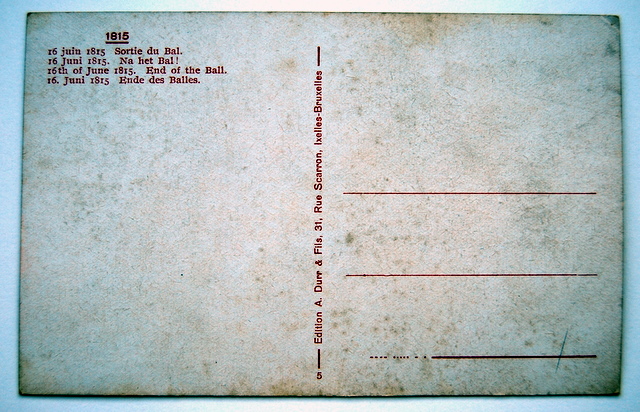 1815
16 juin 1815 Sortie du Bal.
16 Juni 1815. Na het Bal!
16th of June 1815. End of the Ball.
16. Juni 1815 Ende des Balles.
Edition A. Durr & Fils, 31, Rue Scarron, Ixelles-Bruxelles
5